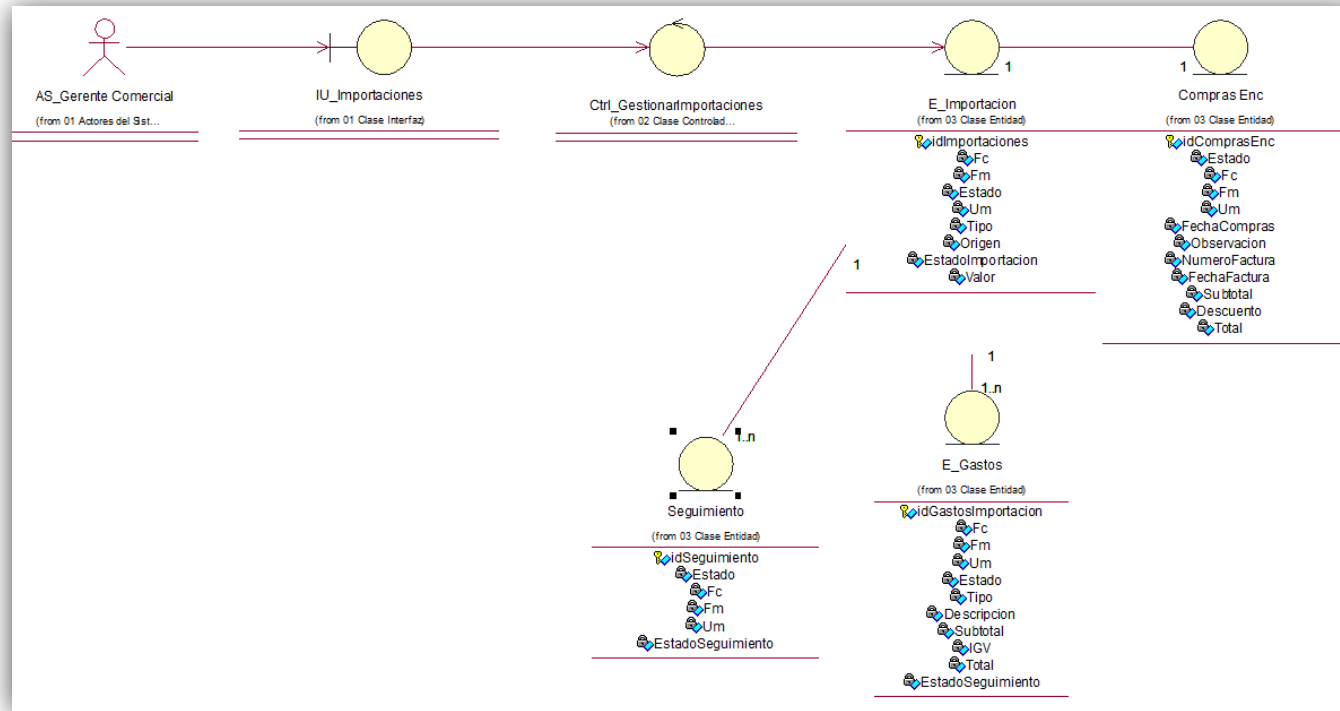 AS_Gerente Comercial
(from 01 Actores del Sist...
IU_Importaciones
(from 01 Clase Interfaz)
Ctrl_GestionarImportaciones
(from 02 Clase Controlad...
1
E_Importacion
(from 03 Clase Entidad)
idImportaciones
Fc
Fm
Estado
Um
Tipo
Origen
EstadoImportacion
Valor
1
Compras Enc
(from 03 Clase Entidad)
idComprasEnc
Estado
Fc
Fm
Um
FechaCompras
Observacion
NumeroFactura
FechaFactura
Subtotal
Descuento
Total
1
1..n
Seguimiento
(from 03 Clase Entidad)
idSeguimiento
Estado
Fc
Fm
Um
EstadoSeguimiento
1
1..n
E_Gastos
(from 03 Clase Entidad)
idGastosImportacion
Fc
Fm
Um
Estado
Tipo
Descripcion
Subtotal
IGV
Total
EstadoSeguimiento